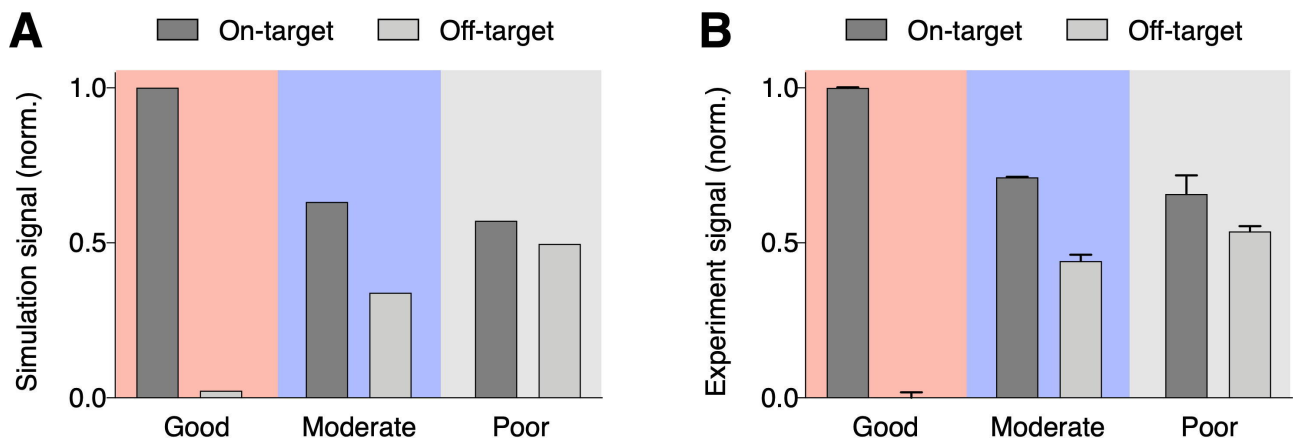 A
On-target Off-target
Simulation signal (norm.)
1.0
0.5
0.0
Good Moderate Poor
B
On-target Off-target
Experiment signal (norm.)
1.0
0.5
0.0
Good Moderate Poor